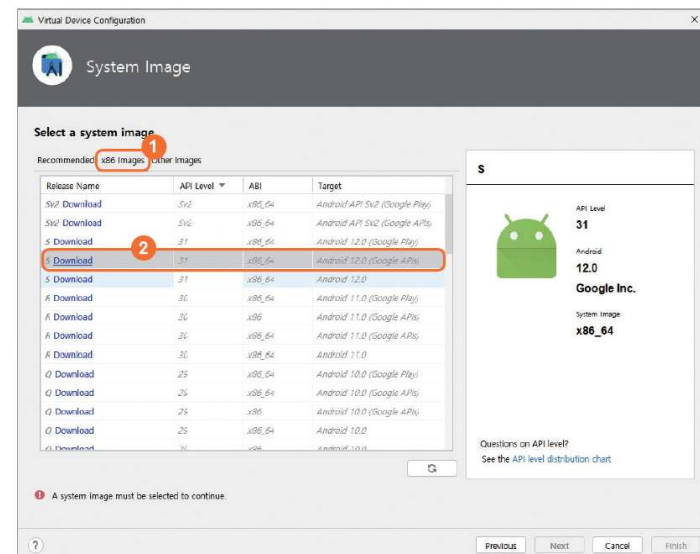 Virtual Device Configuration
System Image
Select a system image
1
Recommended x86 Images Other Images
Release Name API Level ABI Target
Sv2 Download Sv2 x86_64 Android API Sv2 (Google Play)
Sv2 Download Sv2 x86_64 Android API Sv2 (Google APIs)
S Download 31 x86_64 Android 12.0 (Google Play)
2
S Download 31 x86_64 Android 12.0 (Google APIs)
S Download 31 x86_64 Android 12.0
R Download 30 x86_64 Android 11.0 (Google Play)
R Download 30 x86 Android 11.0 (Google APIs)
R Download 30 x86_64 Android 11.0 (Google APIs)
R Download 30 x86_64 Android 11.0
Q Download 29 x86_64 Android 10.0 (Google Play)
Q Download 29 x86_64 Android 10.0 (Google APIs)
Q Download 29 x86 Android 10.0 (Google APIs)
Q Download 29 x86_64 Android 10.0
Q Download x86 Android 10.0
S
API Level
31
Android
12.0
Google Inc.
System Image
x86_64
Questions on API level?
See the API level distribution chart
A system image must be selected to continue.
?
Previous Next Cancel Finish